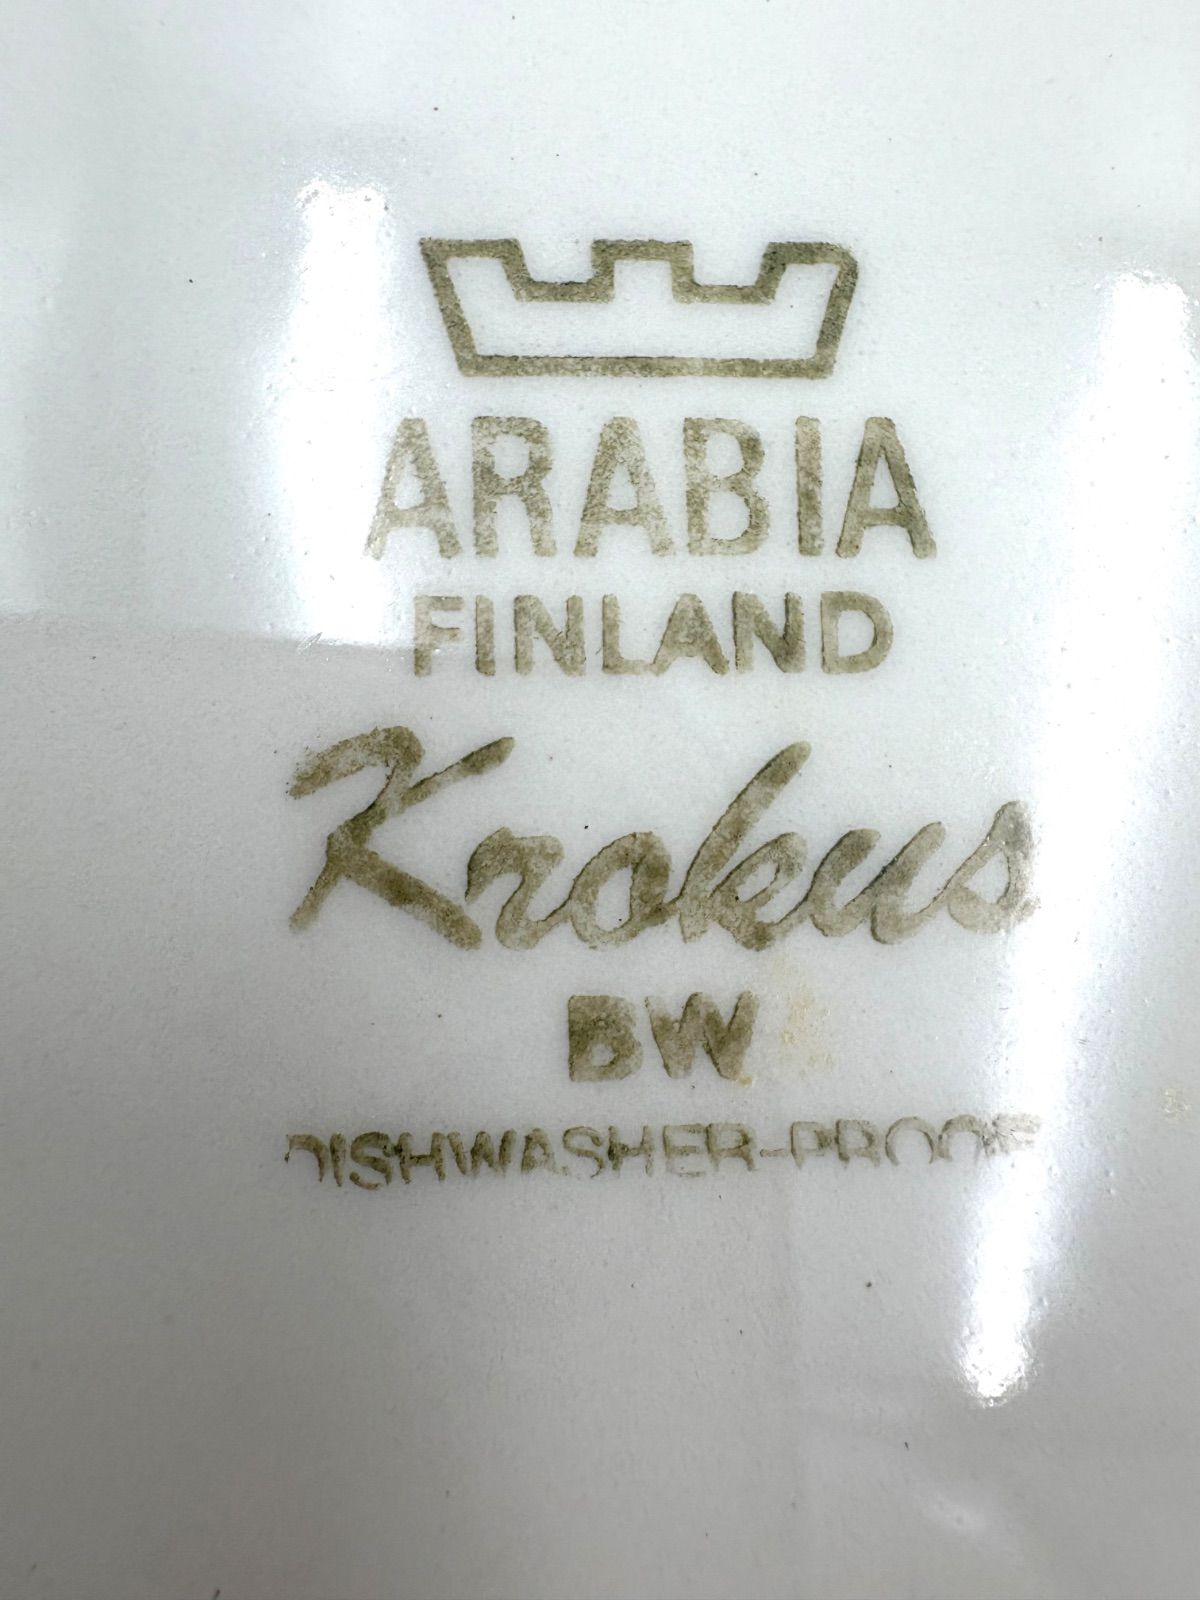 ARABIA
FINLAND
Krokus
BW
DISHWASHER-PROOF